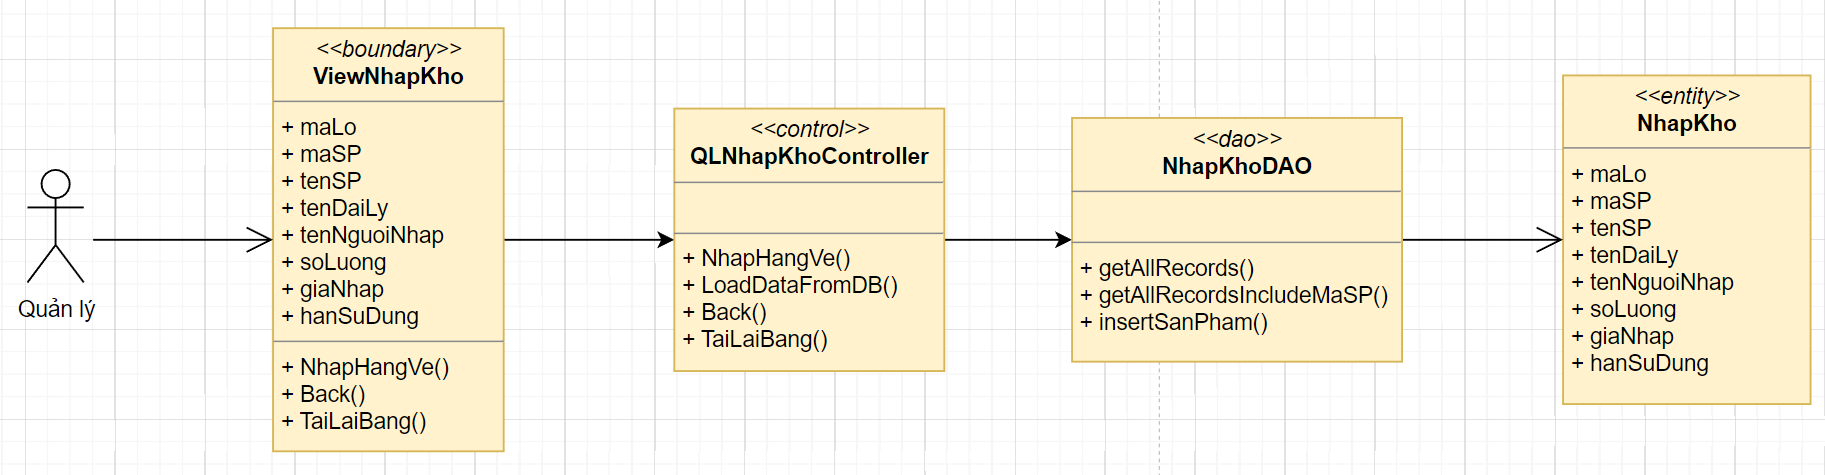 Quản lý
<<boundary>>
ViewNhapKho
+ maLo
+ maSP
+ tenSP
+ tenDaiLy
+ tenNguoiNhap
+ soLuong
+ giaNhap
+ hanSuDung
+ NhapHangVe()
+ Back()
+ TaiLaiBang()
<<control>>
QLNhapKhoController
+ NhapHangVe()
+ LoadDataFromDB()
+ Back()
+ TaiLaiBang()
<<dao>>
NhapKhoDAO
+ getAllRecords()
+ getAllRecordsIncludeMaSP()
+ insertSanPham()
<<entity>>
NhapKho
+ maLo
+ maSP
+ tenSP
+ tenDaiLy
+ tenNguoiNhap
+ soLuong
+ giaNhap
+ hanSuDung